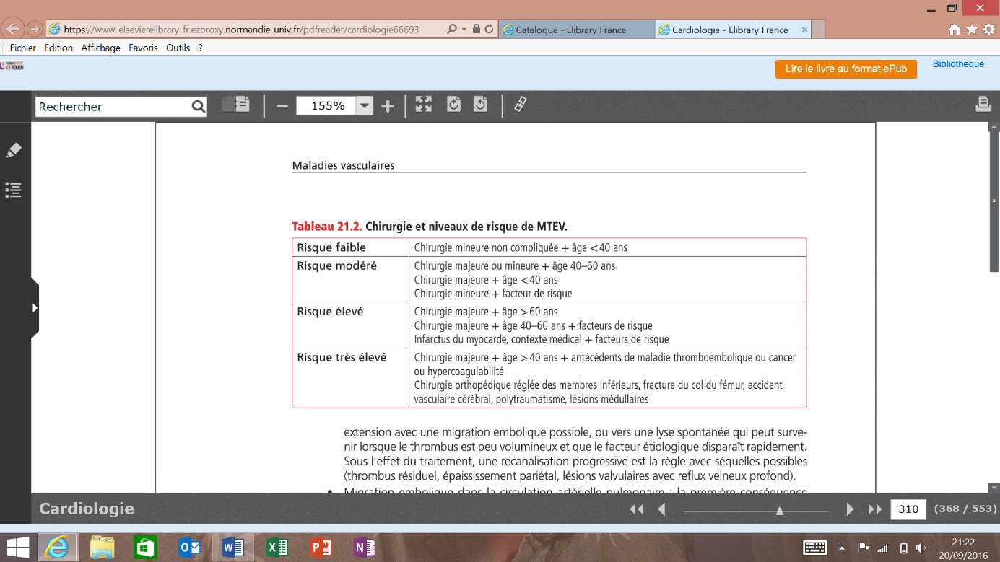 https://www-elsevierelibrary-fr.ezproxy.normandie-univ.fr/pdfreader/cardiologie66693
Catalogue - Elibrary France
Cardiologie - Elibrary France
Fichier Edition Affichage Favoris Outils ?
Lire le livre au format ePub
Bibliothèque
Rechercher
155%
Maladies vasculaires
Tableau 21.2. Chirurgie et niveaux de risque de MTEV.
Risque faible
Chirurgie mineure non compliquée + âge < 40 ans
Risque modéré
Chirurgie majeure ou mineure + âge 40–60 ans
Chirurgie majeure + âge < 40 ans
Chirurgie mineure + facteur de risque
Risque élevé
Chirurgie majeure + âge > 60 ans
Chirurgie majeure + âge 40–60 ans + facteurs de risque
Infarctus du myocarde, contexte médical + facteurs de risque
Risque très élevé
Chirurgie majeure + âge > 40 ans + antécédents de maladie thromboembolique ou cancer
ou hypercoagulabilité
Chirurgie orthopédique réglée des membres inférieurs, fracture du col du fémur, accident
vasculaire cérébral, polytraumatisme, lésions médullaires
extension avec une migration embolique possible, ou vers une lyse spontanée qui peut surve-
nir lorsque le thrombus est peu volumineux et que le facteur étiologique disparaît rapidement.
Sous l'effet du traitement, une recanalisation progressive est la règle avec séquelles possibles
(thrombus résiduel, épaississement pariétal, lésions valvulaires avec reflux veineux profond).
• Migration embolique dans la circulation artérielle pulmonaire : la première conséquence
Cardiologie
310
(368 / 553)
21:22
20/09/2016